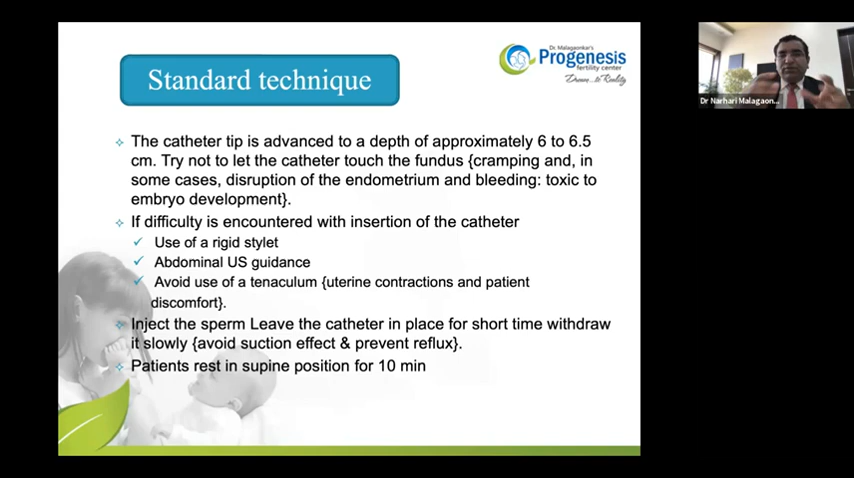 Standard technique
Dr. Malagaonkar's
Progenesis
fertility center
Dream...to Reality
The catheter tip is advanced to a depth of approximately 6 to 6.5
cm. Try not to let the catheter touch the fundus {cramping and, in
some cases, disruption of the endometrium and bleeding: toxic to
embryo development}.
If difficulty is encountered with insertion of the catheter
Use of a rigid stylet
Abdominal US guidance
Avoid use of a tenaculum {uterine contractions and patient
discomfort}.
Inject the sperm Leave the catheter in place for short time withdraw
it slowly {avoid suction effect & prevent reflux}.
Patients rest in supine position for 10 min
Dr Narhari Malagaon...